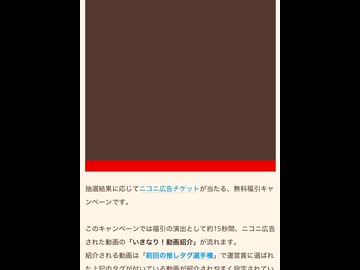 抽選結果に応じてニコニ広告チケットが当たる、無料福引キャ
ンペーンです。
このキャンペーンでは福引の演出として約15秒間、ニコニ広告
された動画の「いきなり！動画紹介」が流れます。
紹介される動画は「前回の推しタグ選手権」で運営賞に選ばれ
た上記のタグが付いている動画が紹介されやすく設定されてい